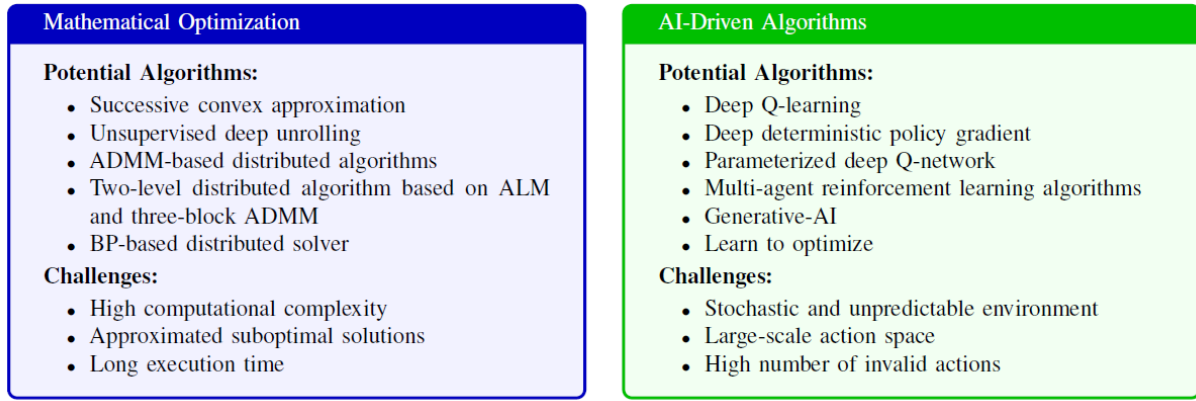 Mathematical Optimization
Potential Algorithms:
• Successive convex approximation
• Unsupervised deep unrolling
• ADMM-based distributed algorithms
• Two-level distributed algorithm based on ALM
and three-block ADMM
• BP-based distributed solver
Challenges:
• High computational complexity
• Approximated suboptimal solutions
• Long execution time
AI-Driven Algorithms
Potential Algorithms:
• Deep Q-learning
• Deep deterministic policy gradient
• Parameterized deep Q-network
• Multi-agent reinforcement learning algorithms
• Generative-AI
• Learn to optimize
Challenges:
• Stochastic and unpredictable environment
• Large-scale action space
• High number of invalid actions